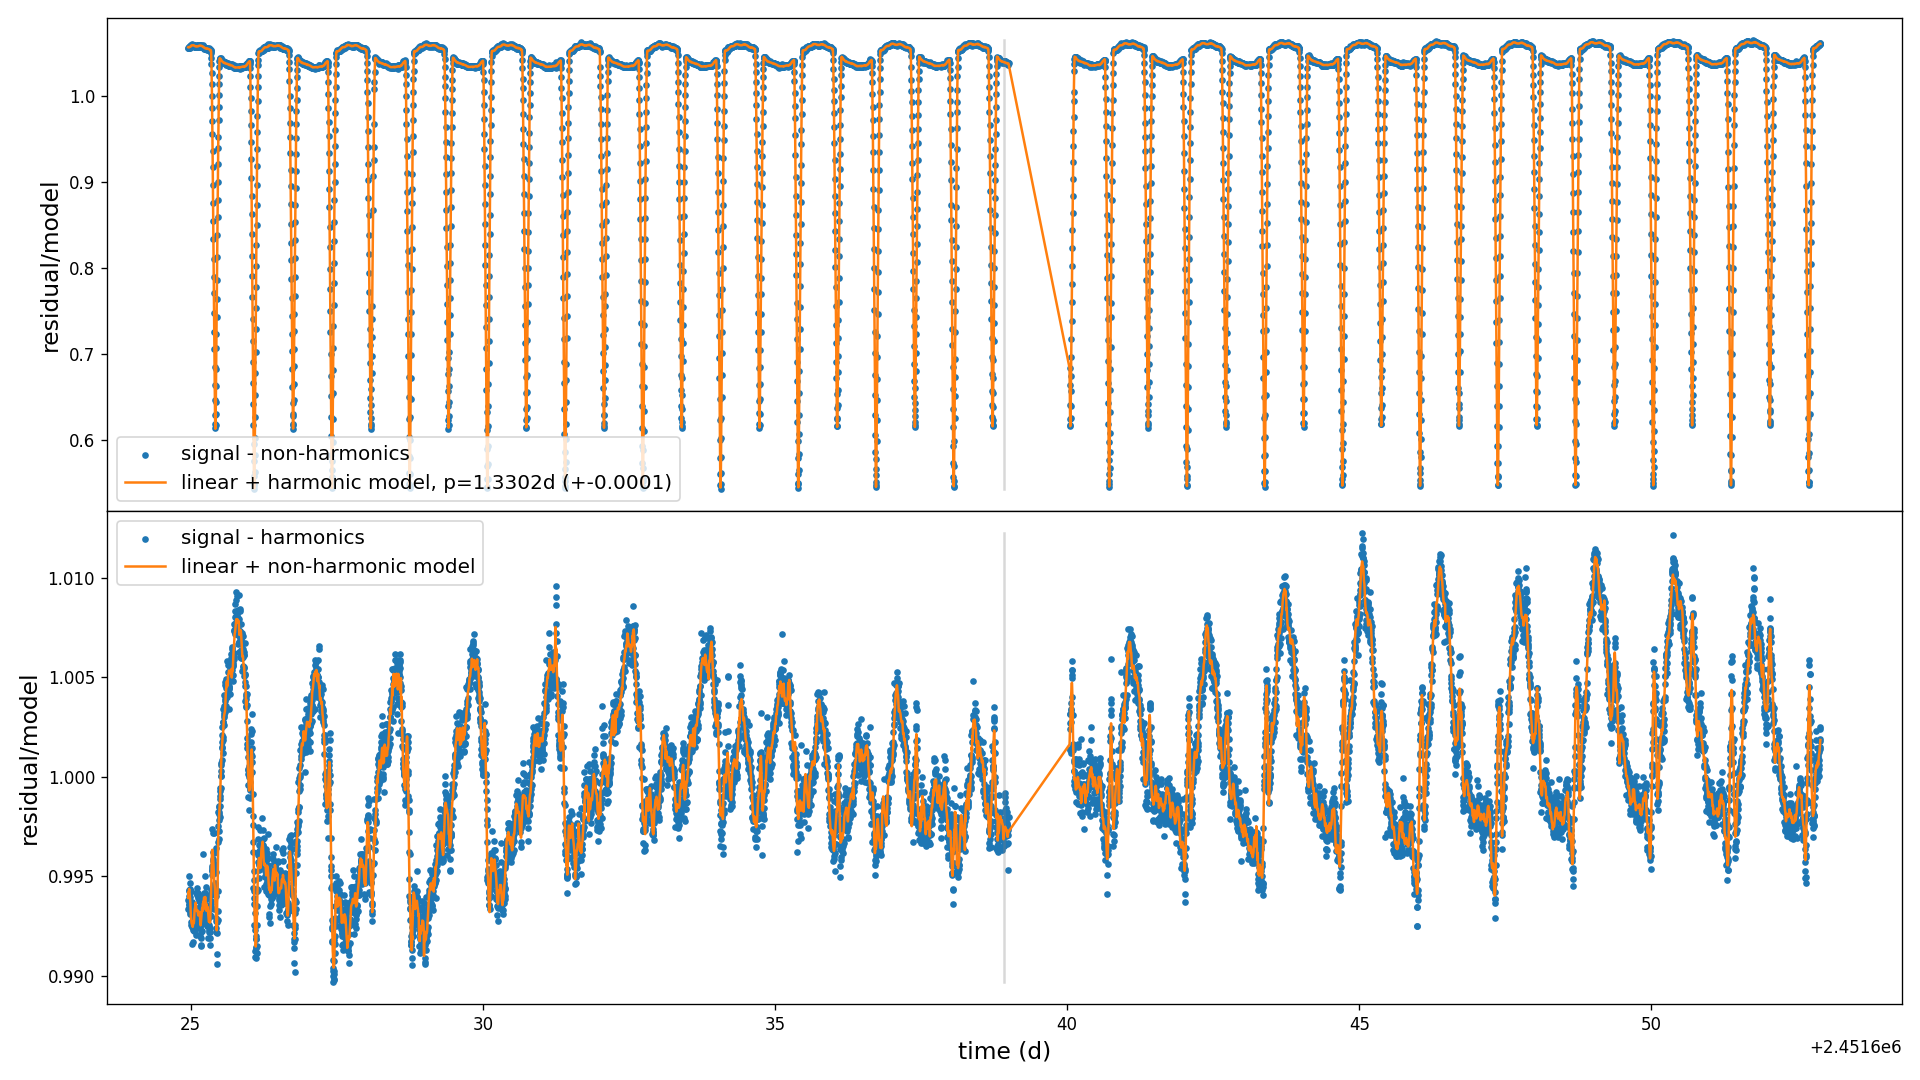 1.0
0.9
0.8
0.7
0.6
residual/model
signal - non-harmonics
linear + harmonic model, p=1.3302d (+-0.0001)
signal - harmonics
linear + non-harmonic model
1.010
1.005
1.000
0.995
0.990
residual/model
25 30 35 40 45 50
time (d)
+2.4516e6